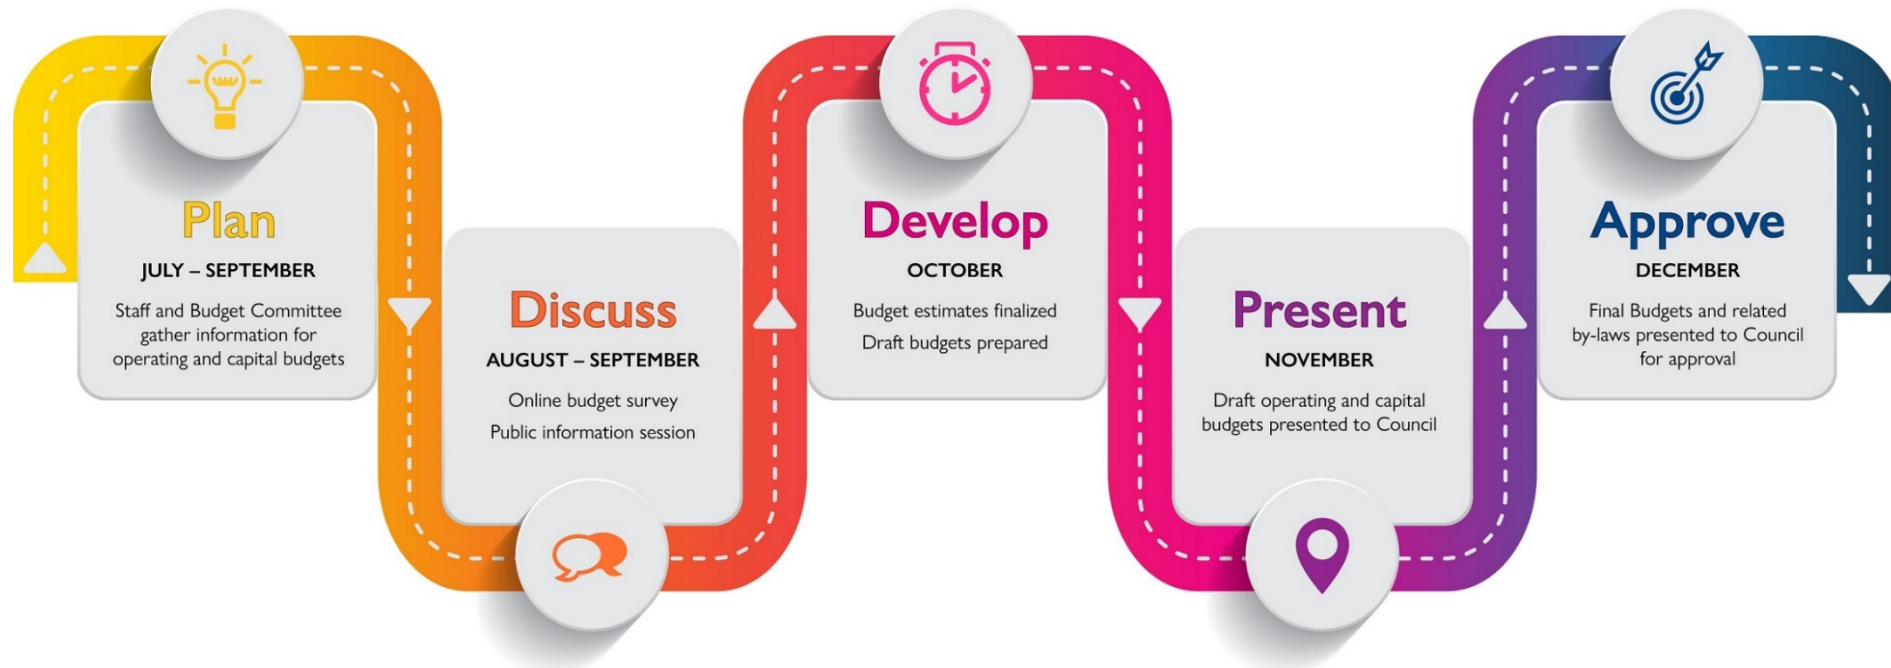 Plan
JULY – SEPTEMBER
Staff and Budget Committee
gather information for
operating and capital budgets
Discuss
AUGUST – SEPTEMBER
Online budget survey
Public information session
Develop
OCTOBER
Budget estimates finalized
Draft budgets prepared
Present
NOVEMBER
Draft operating and capital
budgets presented to Council
Approve
DECEMBER
Final Budgets and related
by-laws presented to Council
for approval